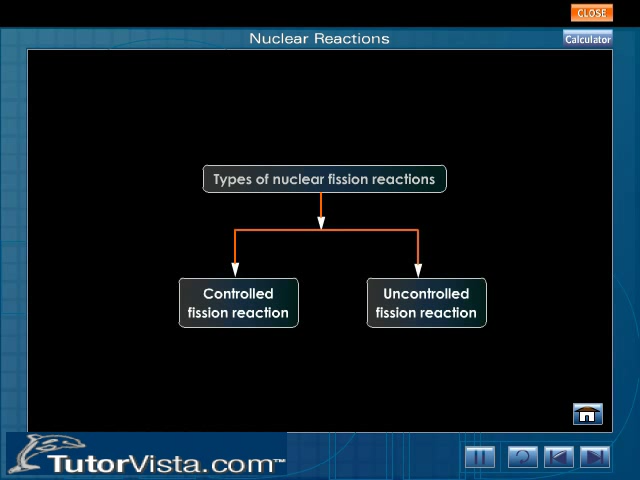 CLOSE
Nuclear Reactions
Calculator
Types of nuclear fission reactions
Controlled
fission reaction
Uncontrolled
fission reaction
TutorVista.com™